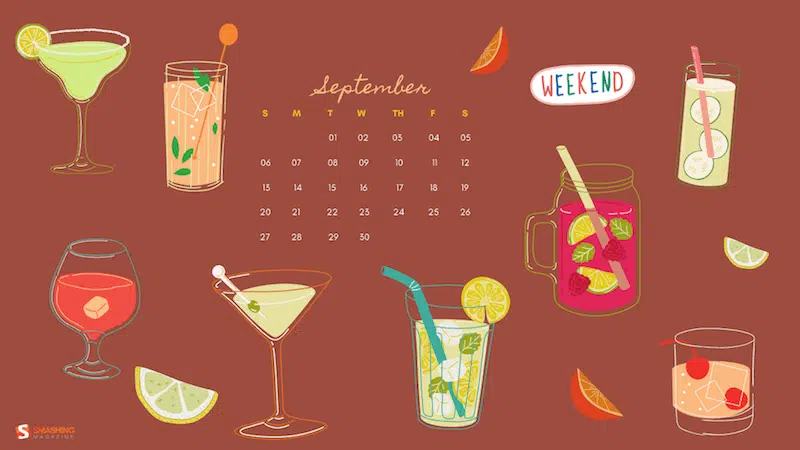 September
WEEKEND
S M T W TH F S
01 02 03 04 05
06 07 08 09 10 11 12
13 14 15 16 17 18 19
20 21 22 23 24 25 26
27 28 29 30
SMASHING
MAGAZINE